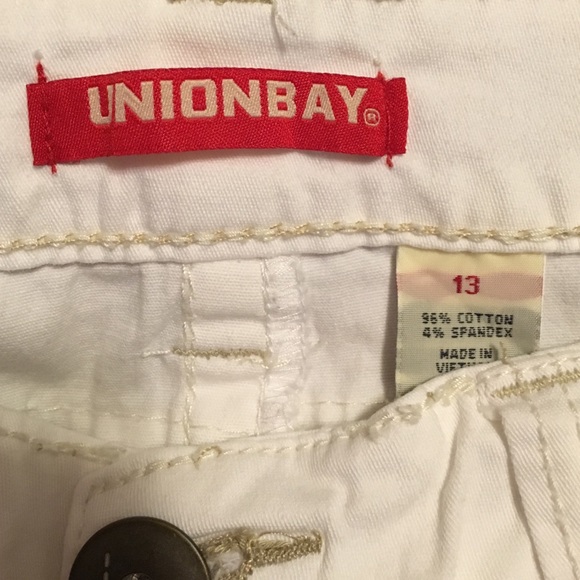 UNIONBAY®
13
96% COTTON
4% SPANDEX
MADE IN